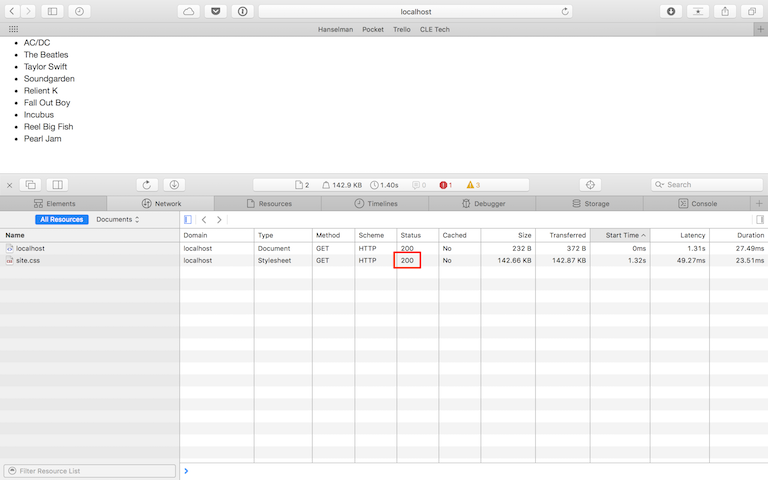 localhost
Hanselman Pocket Trello CLE Tech
AC/DC
The Beatles
Taylor Swift
Soundgarden
Relient K
Fall Out Boy
Incubus
Reel Big Fish
Pearl Jam
2 142.9 KB 1.40s 0 1 3 Search
Elements Network Resources Timelines Debugger Storage Console
All Resources Documents
Name Domain Type Method Scheme Status Cached Size Transferred Start Time Latency Duration
localhost localhost Document GET HTTP 200 No 232 B 372 B 0ms 1.31s 27.49ms
site.css localhost Stylesheet GET HTTP 200 No 142.66 KB 142.87 KB 1.32s 49.27ms 23.51ms
Filter Resource List